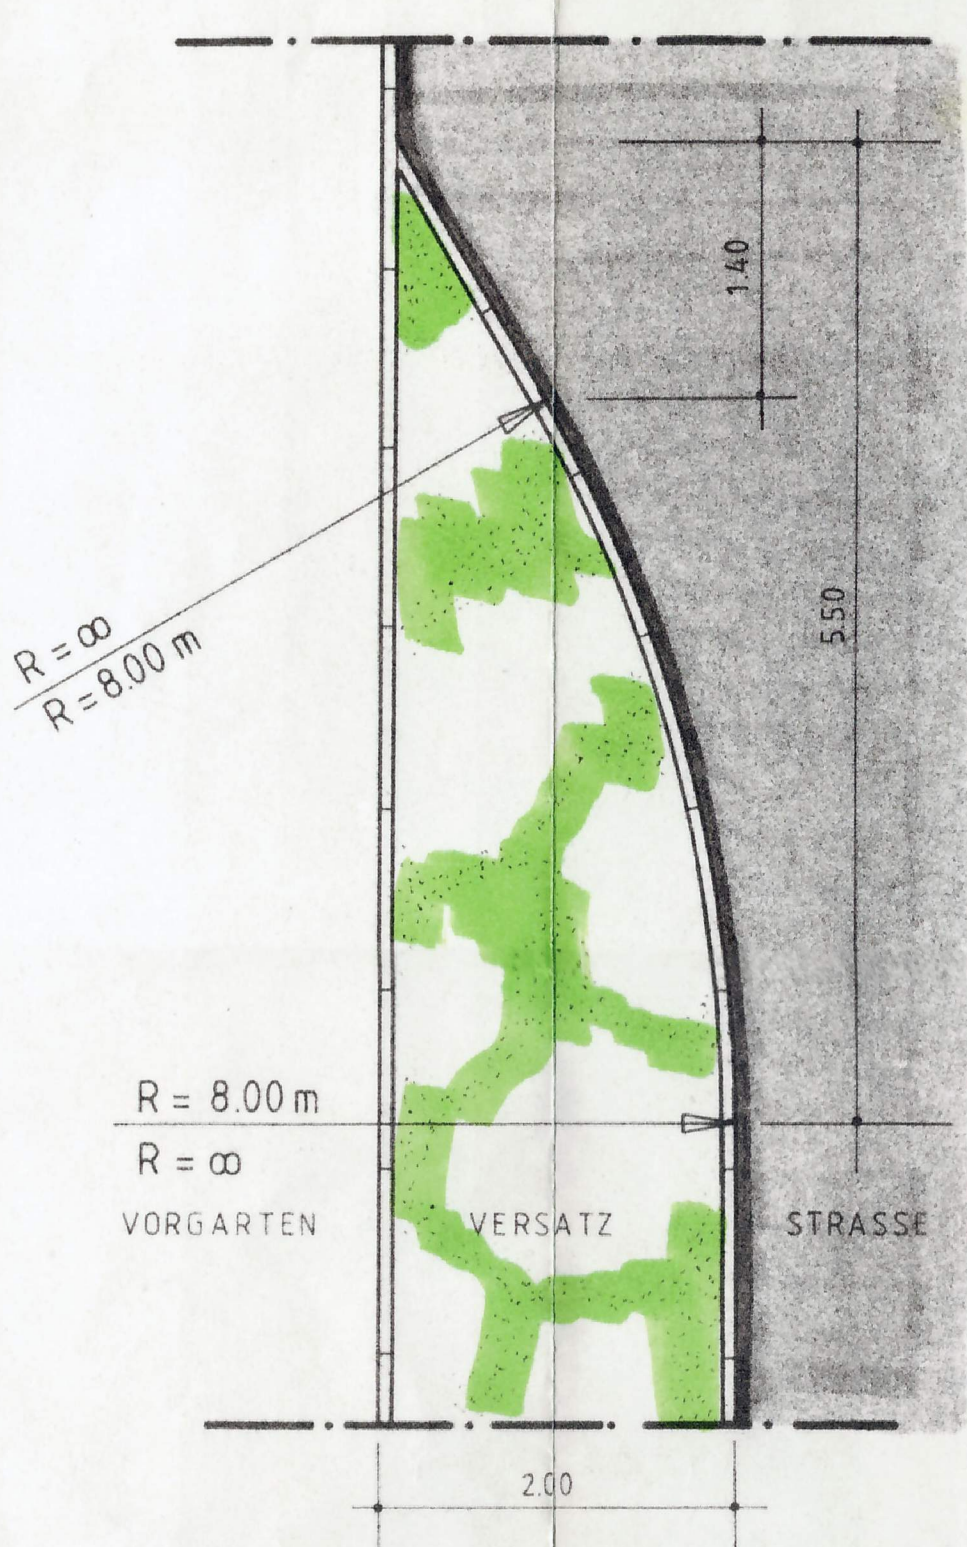 1.40
5.50
R = ∞
R = 8.00 m
R = 8.00 m
R = ∞
VORGARTEN VERSATZ STRASSE
2.00